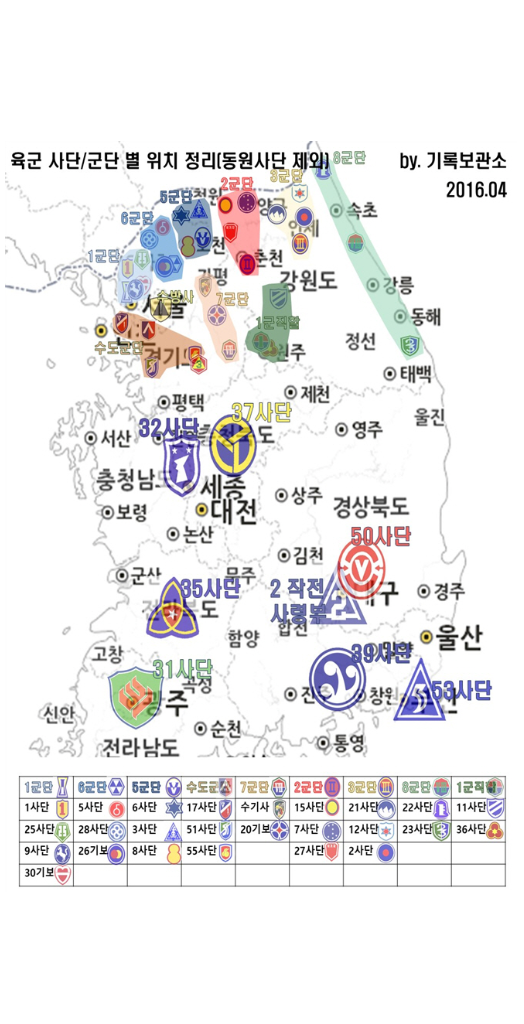 육군 사단/군단 별 위치 정리(동원사단 제외)
by. 기록보관소
2016.04
8군단
3군단
2군단
5군단
철원
양구
6군단
속초
인제
춘천
1군단
가평
강원도
강릉
수방사
7군단
서울
동해
1군직할
수도군단
정선
원주
태백
제천
평택
37사단
울진
32사단
영주
서산
충청남도
세종
상주
경상북도
보령
대전
논산
50사단
김천
군산
무주
35사단
2 작전
사령부
대구
경주
전라북도
합천
함양
울산
고창
39사단
31사단
곡성
53사단
진주
창원
광주
신안
순천
통영
전라남도
1군단 6군단 5군단 수도군단 7군단 2군단 3군단 8군단 1군직할
1사단 5사단 6사단 17사단 수기사 15사단 21사단 22사단 11사단
25사단 28사단 3사단 51사단 20기보 7사단 12사단 23사단 36사단
9사단 26기보 8사단 55사단 27사단 2사단
30기보